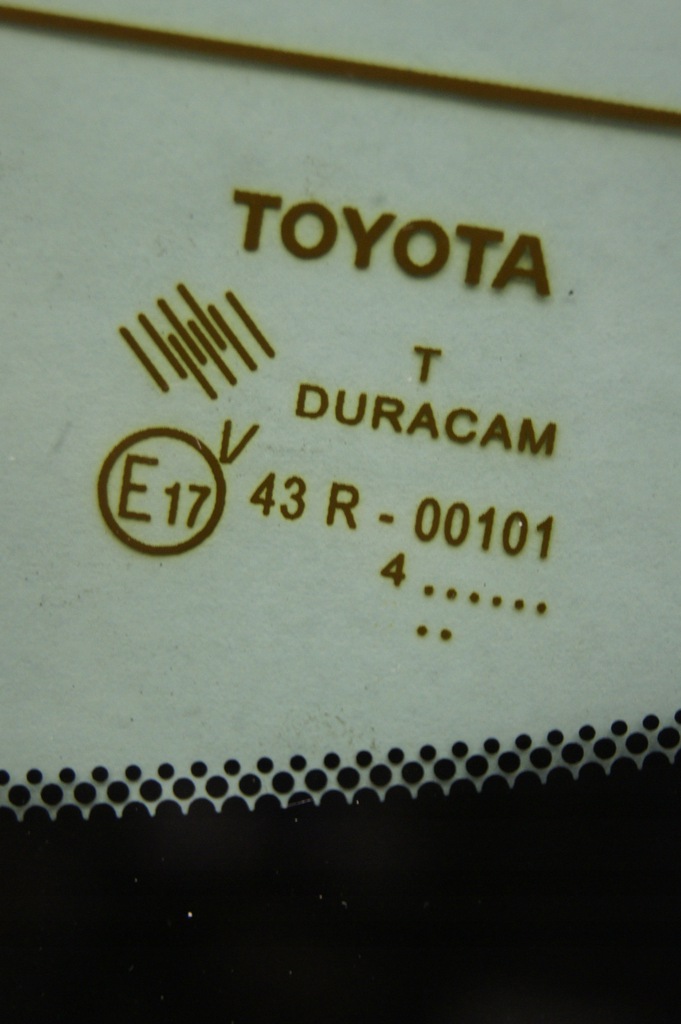 TOYOTA
T
DURACAM
V
E17 43 R - 00101
4 ......
..